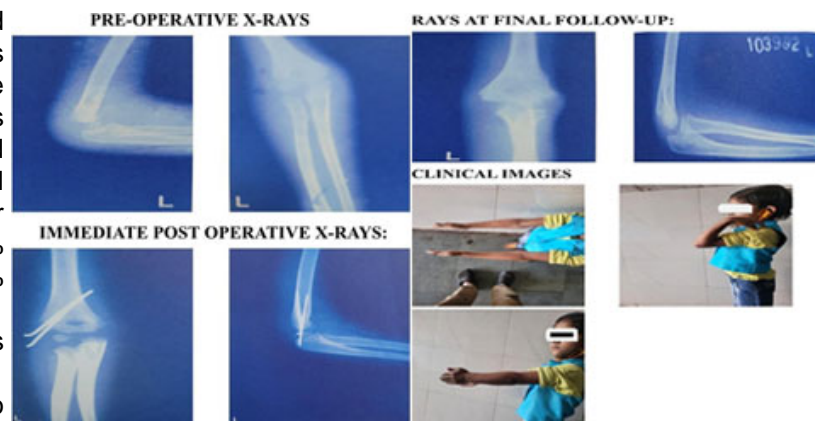 PRE-OPERATIVE X-RAYS
L
L
IMMEDIATE POST OPERATIVE X-RAYS:
RAYS AT FINAL FOLLOW-UP:
L
103992 L
CLINICAL IMAGES